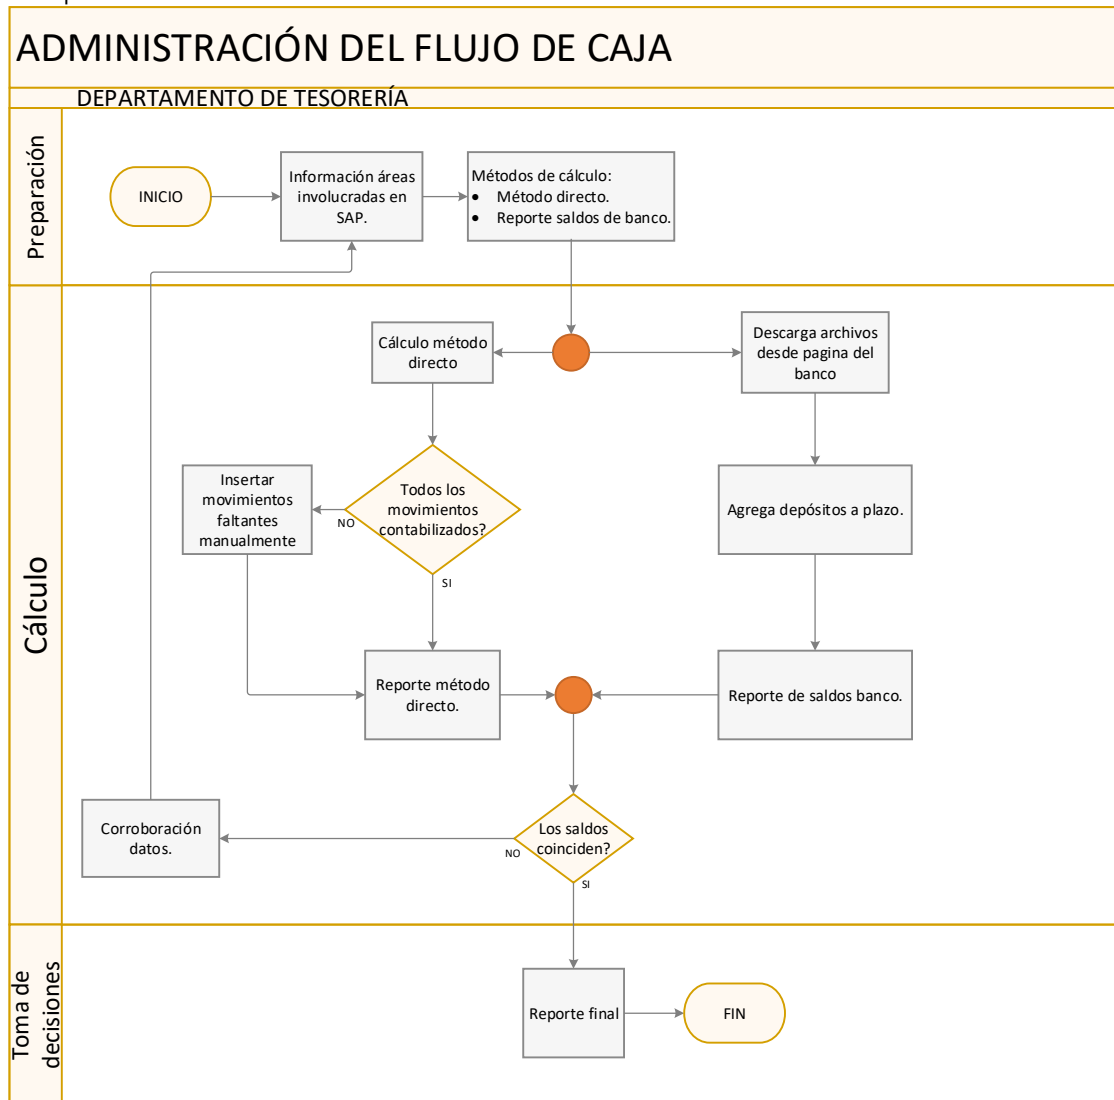 ADMINISTRACIÓN DEL FLUJO DE CAJA
DEPARTAMENTO DE TESORERÍA
Preparación
INICIO
Información áreas
involucradas en
SAP.
Métodos de cálculo:
• Método directo.
• Reporte saldos de banco.
Cálculo
Cálculo método
directo
Descarga archivos
desde pagina del
banco
Insertar
movimientos
faltantes
manualmente
NO
Todos los
movimientos
contabilizados?
SI
Agrega depósitos a plazo.
Reporte método
directo.
Reporte de saldos banco.
Corroboración
datos.
NO
Los saldos
coinciden?
SI
Toma de
decisiones
Reporte final
FIN